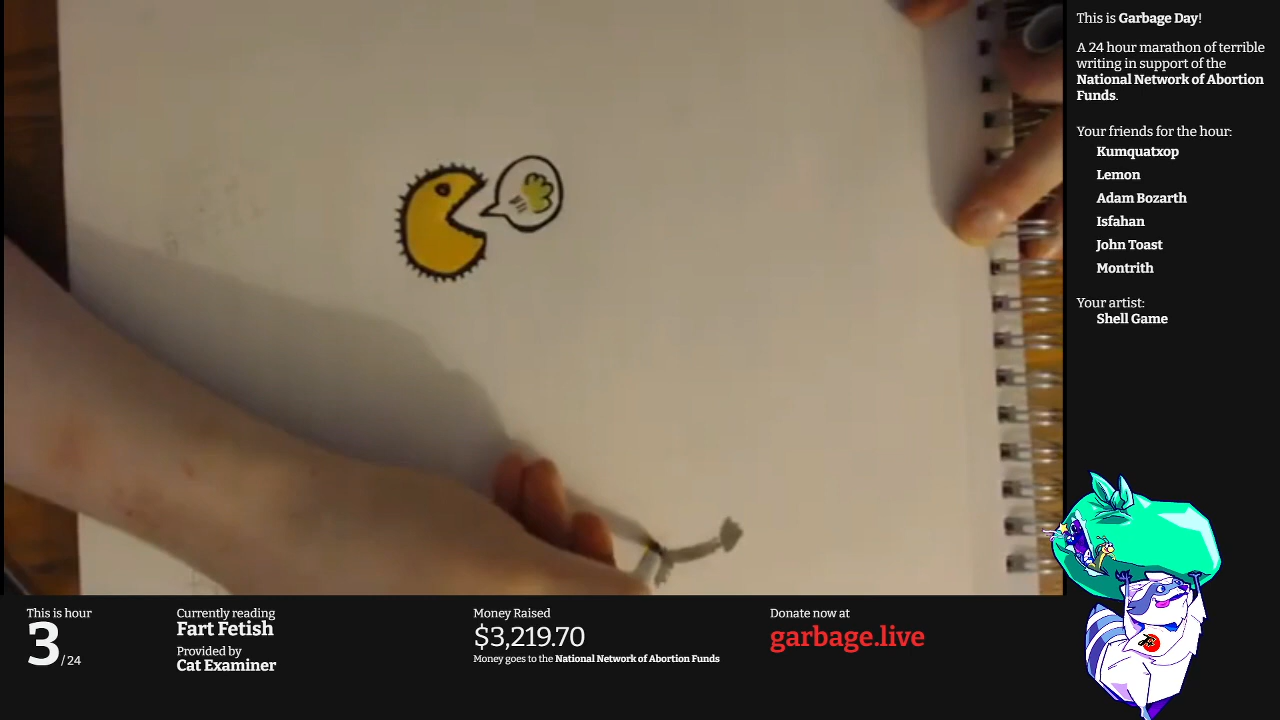 This is Garbage Day!
A 24 hour marathon of terrible
writing in support of the
National Network of Abortion
Funds.
Your friends for the hour:
Kumquatxop
Lemon
Adam Bozarth
Isfahan
John Toast
Montrith
Your artist:
Shell Game
This is hour
3/24
Currently reading
Fart Fetish
Provided by
Cat Examiner
Money Raised
$3,219.70
Money goes to the National Network of Abortion Funds
Donate now at
garbage.live